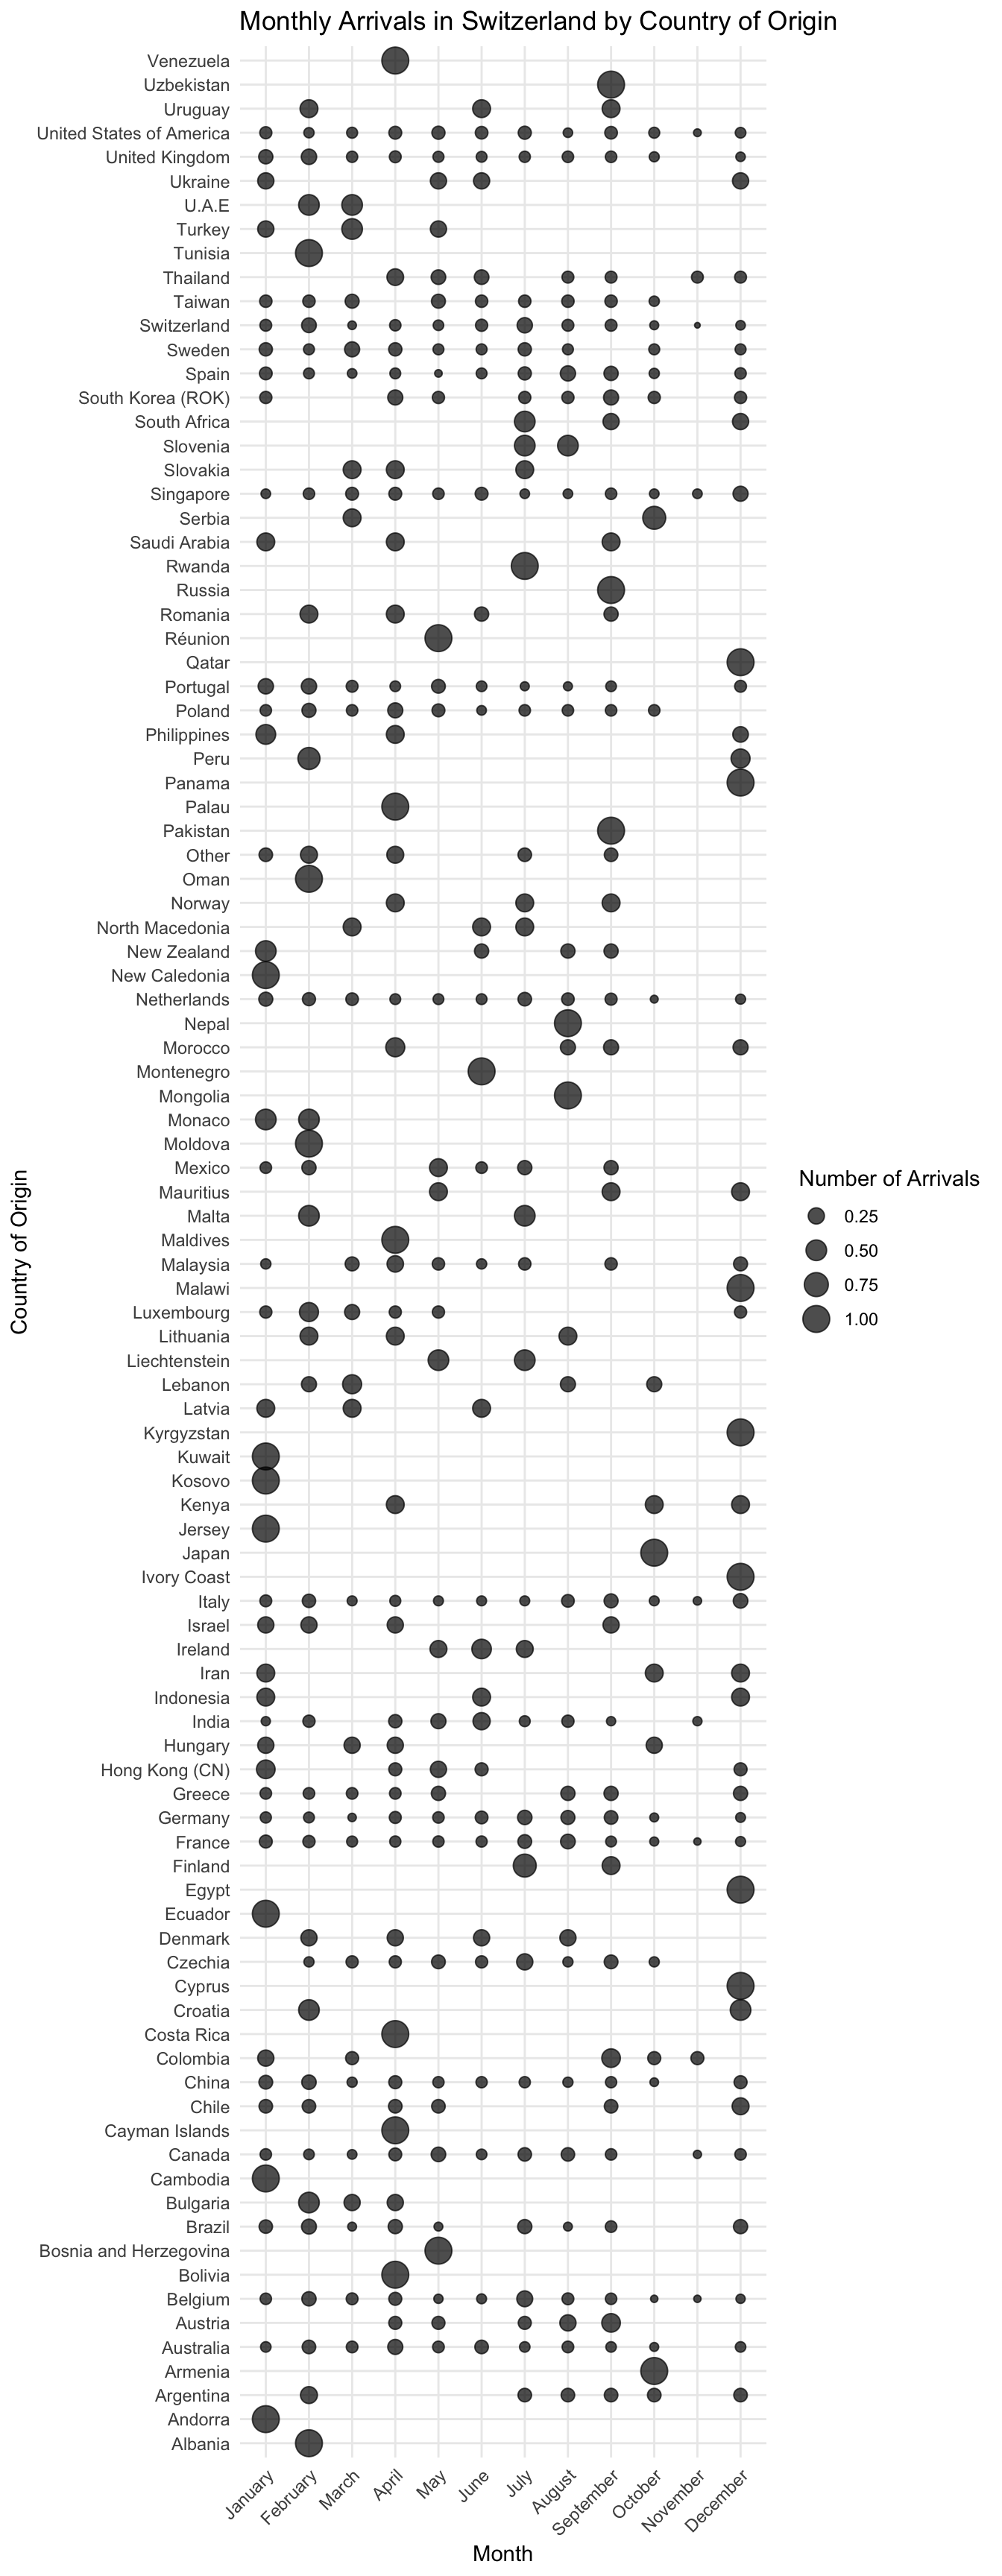 Monthly Arrivals in Switzerland by Country of Origin
Venezuela
Uzbekistan
Uruguay
United States of America
United Kingdom
Ukraine
U.A.E
Turkey
Tunisia
Thailand
Taiwan
Switzerland
Sweden
Spain
South Korea (ROK)
South Africa
Slovenia
Slovakia
Singapore
Serbia
Saudi Arabia
Rwanda
Russia
Romania
Réunion
Qatar
Portugal
Poland
Philippines
Peru
Panama
Palau
Pakistan
Other
Oman
Norway
North Macedonia
New Zealand
New Caledonia
Netherlands
Nepal
Morocco
Montenegro
Mongolia
Monaco
Moldova
Mexico
Mauritius
Malta
Maldives
Malaysia
Malawi
Luxembourg
Lithuania
Liechtenstein
Lebanon
Latvia
Kyrgyzstan
Kuwait
Kosovo
Kenya
Jersey
Japan
Ivory Coast
Italy
Israel
Ireland
Iran
Indonesia
India
Hungary
Hong Kong (CN)
Greece
Germany
France
Finland
Egypt
Ecuador
Denmark
Czechia
Cyprus
Croatia
Costa Rica
Colombia
China
Chile
Cayman Islands
Canada
Cambodia
Bulgaria
Brazil
Bosnia and Herzegovina
Bolivia
Belgium
Austria
Australia
Armenia
Argentina
Andorra
Albania
Country of Origin
January
February
March
April
May
June
July
August
September
October
November
December
Month
Number of Arrivals
0.25
0.50
0.75
1.00